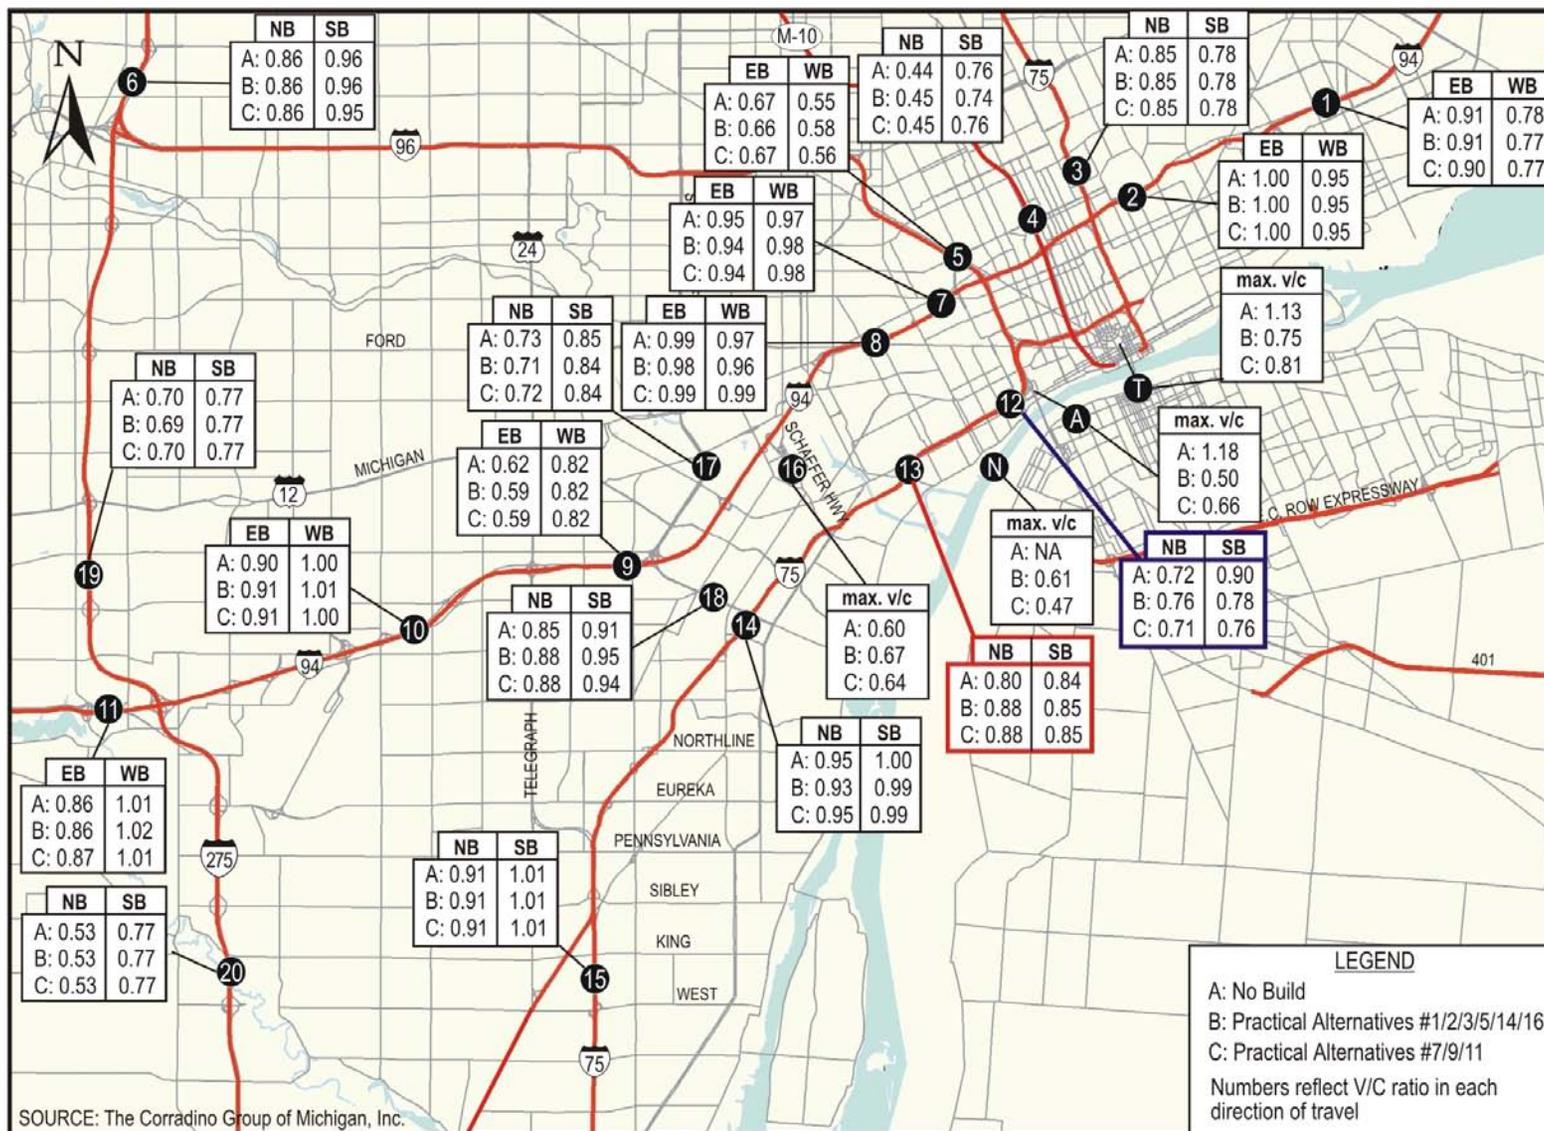 N
6
NB SB
A: 0.86 0.96
B: 0.86 0.96
C: 0.86 0.95
96
M-10
EB WB
A: 0.67 0.55
B: 0.66 0.58
C: 0.67 0.56
NB SB
A: 0.44 0.76
B: 0.45 0.74
C: 0.45 0.76
75
NB SB
A: 0.85 0.78
B: 0.85 0.78
C: 0.85 0.78
94
1
EB WB
A: 0.91 0.78
B: 0.91 0.77
C: 0.90 0.77
3
2
EB WB
A: 1.00 0.95
B: 1.00 0.95
C: 1.00 0.95
4
5
EB WB
A: 0.95 0.97
B: 0.94 0.98
C: 0.94 0.98
24
7
8
max. v/c
A: 1.13
B: 0.75
C: 0.81
T
NB SB
A: 0.73 0.85
B: 0.71 0.84
C: 0.72 0.84
EB WB
A: 0.99 0.97
B: 0.98 0.96
C: 0.99 0.99
FORD
NB SB
A: 0.70 0.77
B: 0.69 0.77
C: 0.70 0.77
94
12
A
max. v/c
A: 1.18
B: 0.50
C: 0.66
EB WB
A: 0.62 0.82
B: 0.59 0.82
C: 0.59 0.82
SCHAFFER HWY
MICHIGAN
12
17
16
13
N
C. ROW EXPRESSWAY
EB WB
A: 0.90 1.00
B: 0.91 1.01
C: 0.91 1.00
max. v/c
A: NA
B: 0.61
C: 0.47
NB SB
A: 0.72 0.90
B: 0.76 0.78
C: 0.71 0.76
19
9
75
10
NB SB
A: 0.85 0.91
B: 0.88 0.95
C: 0.88 0.94
18
14
max. v/c
A: 0.60
B: 0.67
C: 0.64
NB SB
A: 0.80 0.84
B: 0.88 0.85
C: 0.88 0.85
401
94
11
EB WB
A: 0.86 1.01
B: 0.86 1.02
C: 0.87 1.01
TELEGRAPH
NORTHLINE
EUREKA
PENNSYLVANIA
SIBLEY
KING
WEST
NB SB
A: 0.95 1.00
B: 0.93 0.99
C: 0.95 0.99
275
NB SB
A: 0.91 1.01
B: 0.91 1.01
C: 0.91 1.01
NB SB
A: 0.53 0.77
B: 0.53 0.77
C: 0.53 0.77
20
15
75
LEGEND
A: No Build
B: Practical Alternatives #1/2/3/5/14/16
C: Practical Alternatives #7/9/11
Numbers reflect V/C ratio in each
direction of travel
SOURCE: The Corradino Group of Michigan, Inc.